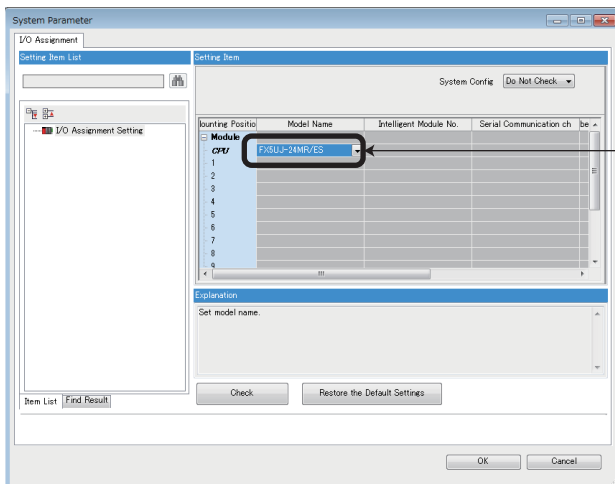 System Parameter
I/O Assignment
Setting Item List
Setting Item
System Config Do Not Check
I/O Assignment Setting
lounting Positio Model Name Intelligent Module No. Serial Communication ch be
Module
CPU FX5UJ-24MR/ES
1
2
3
4
5
6
7
8
9
Explanation
Set model name.
Check Restore the Default Settings
Item List Find Result
OK Cancel